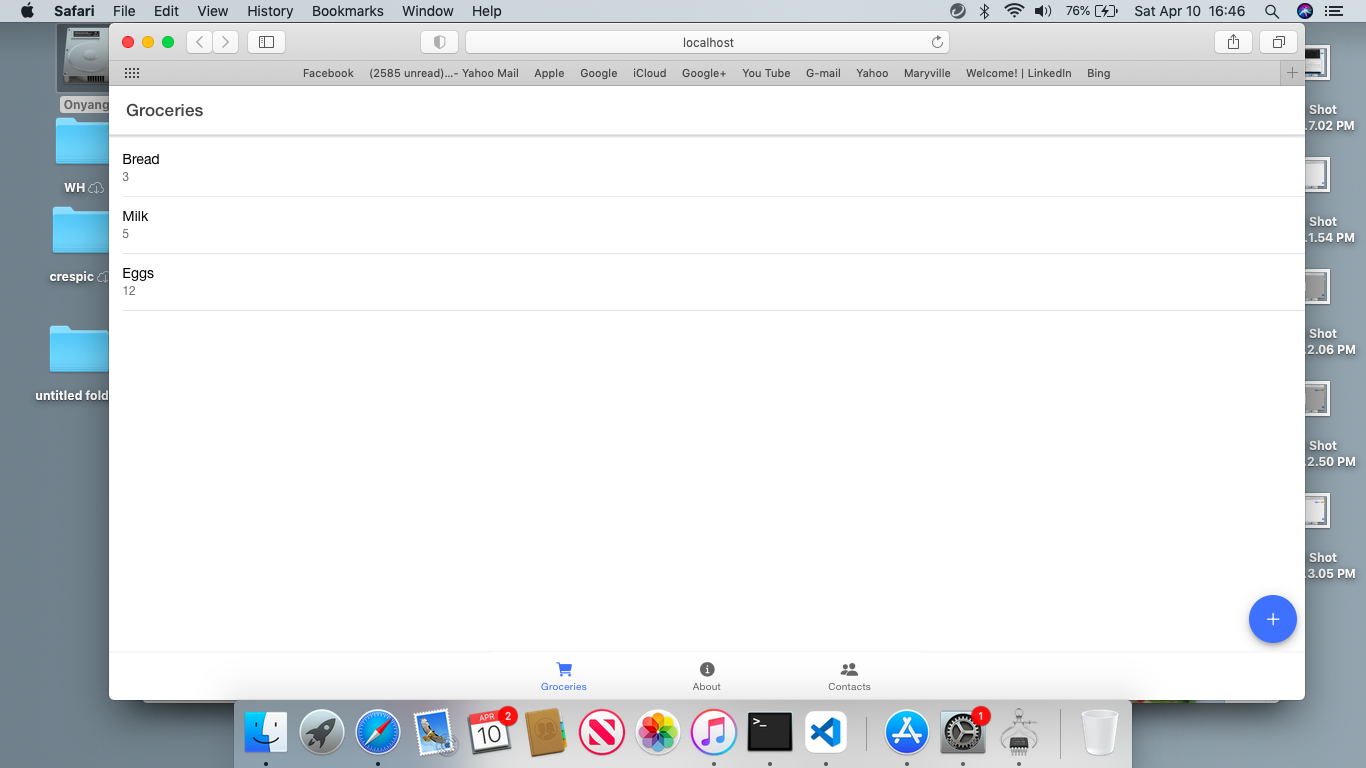 Safari File Edit View History Bookmarks Window Help 76% Sat Apr 10 16:46
localhost
Facebook (2585 unread)...- Yahoo Mail Apple Google iCloud Google+ You Tube G-mail Yahoo Maryville Welcome! | LinkedIn Bing
Onyang
WH
crespic
untitled fold
Groceries
Bread
3
Milk
5
Eggs
12
Shot
.7.02 PM
Shot
.1.54 PM
Shot
.2.06 PM
Shot
.2.50 PM
Shot
.3.05 PM
+
Groceries About Contacts
APR
10
2
>_
1